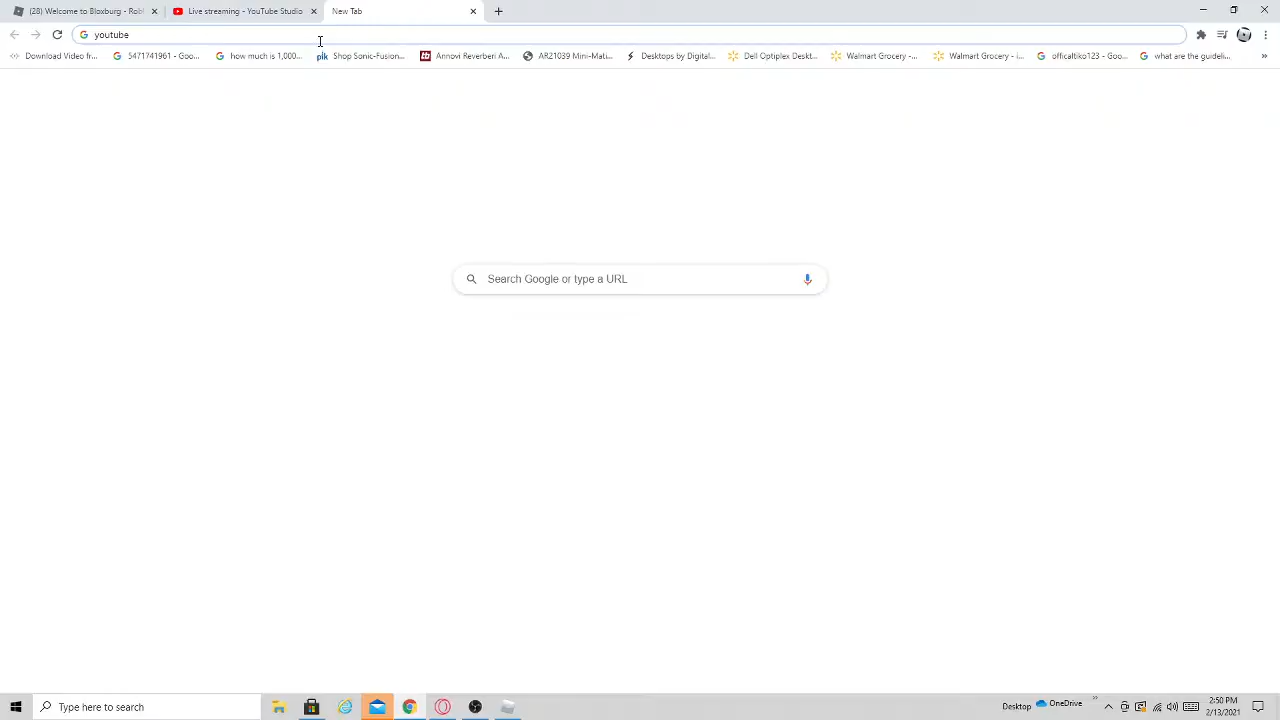 (28) Welcome to Bloxburg - Rob
Live streaming - YouTube Studio
New Tab
youtube
Download Video fr...
S471741961 - Goo...
how much is 1,000...
plk
Shop Sonic-Fusion...
Annovi Reverberi A...
AR21039 Mini-Mati...
Desktops by Digital...
Dell Optiplex Deskt...
Walmart Grocery -...
Walmart Grocery - i...
officaltiko123 - Goo...
what are the guideli...
Search Google or type a URL
Type here to search
Desktop
OneDrive
2:50 PM
2/13/2021